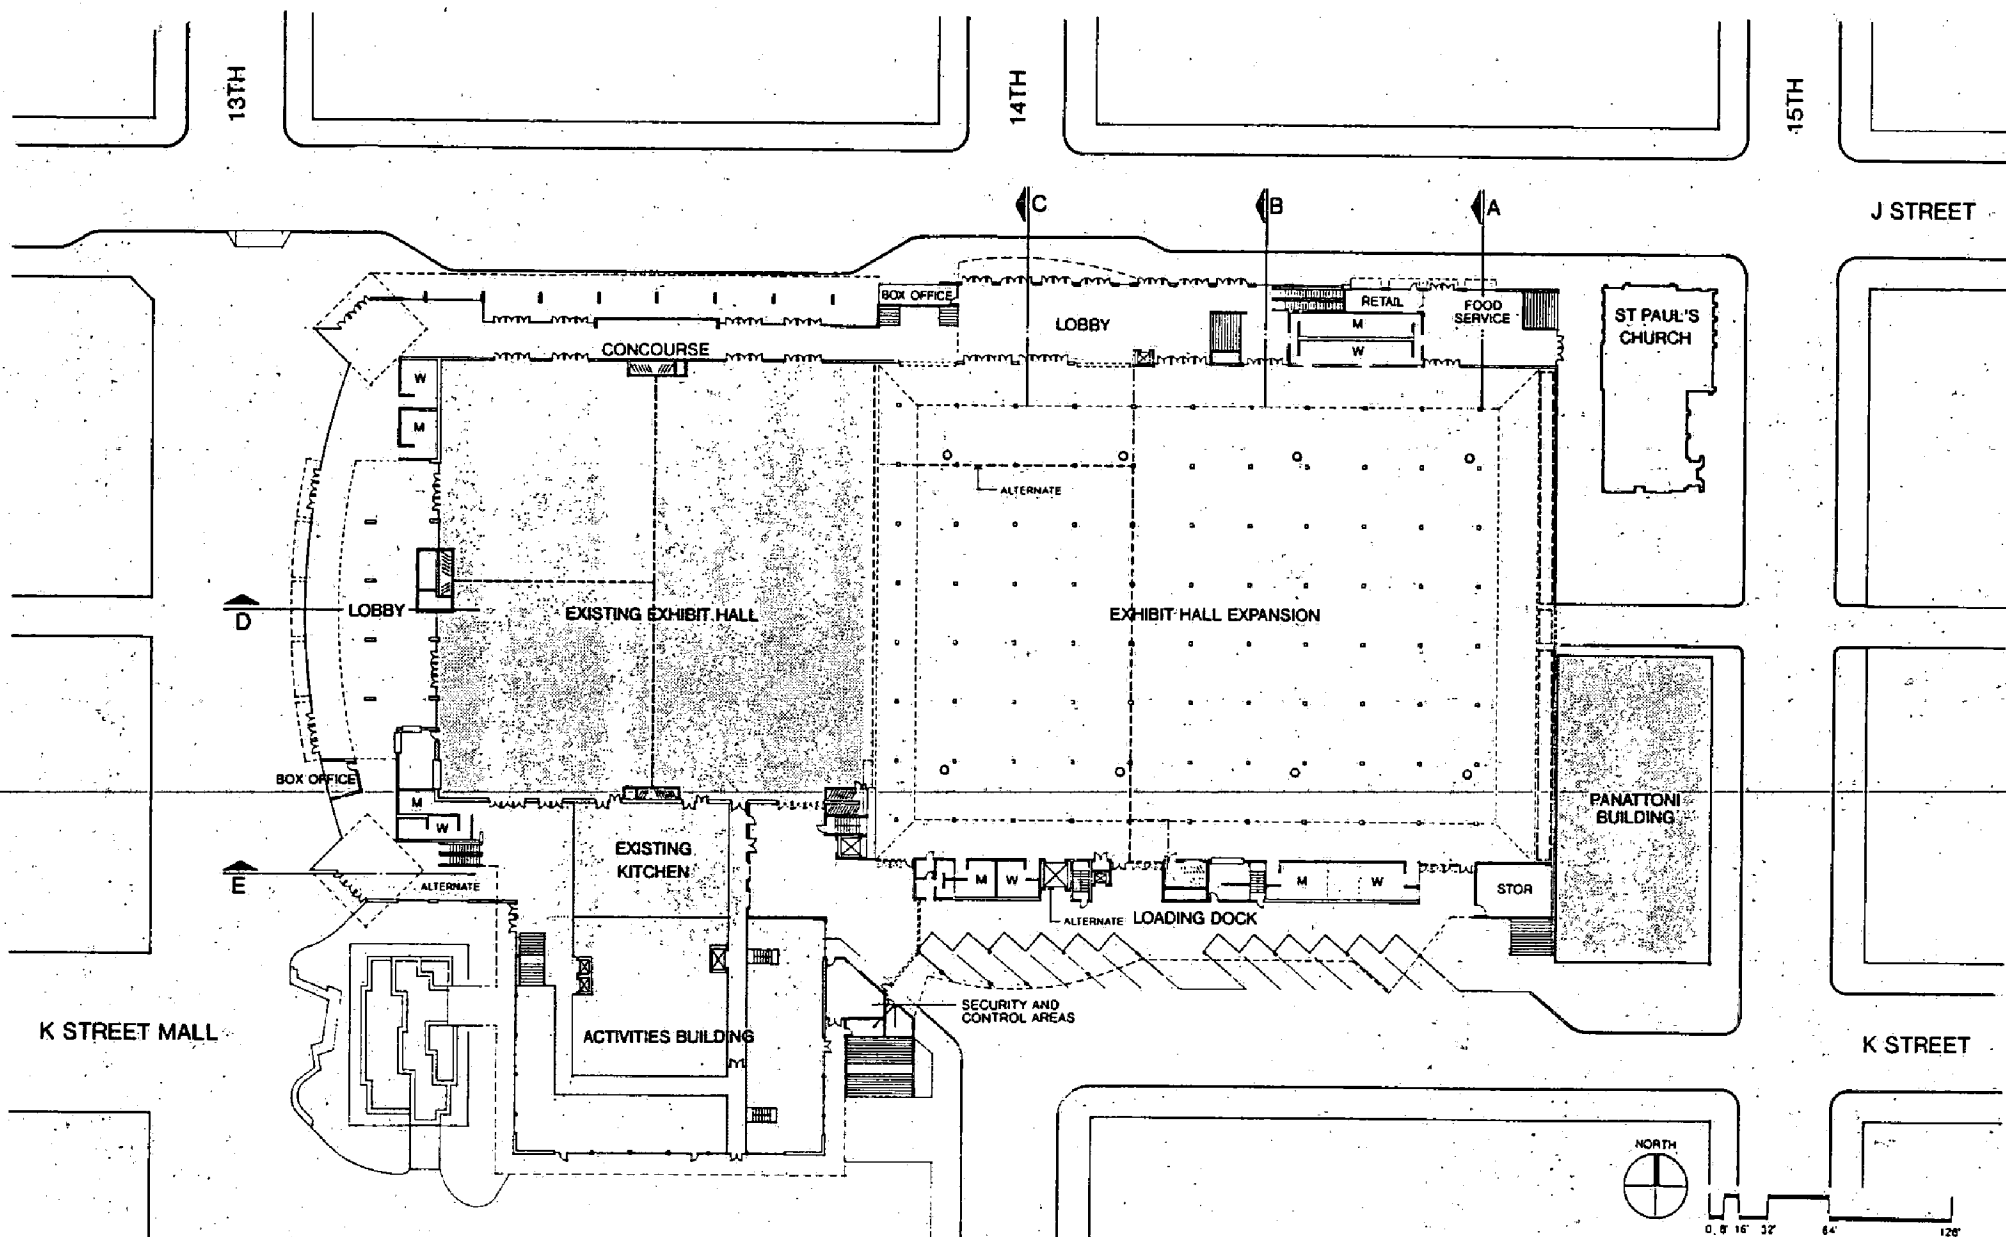 13TH
14TH
15TH
C
B
A
J STREET
BOX OFFICE
RETAIL
FOOD
SERVICE
LOBBY
M
W
ST PAUL'S
CHURCH
CONCOURSE
W
M
ALTERNATE
D
LOBBY
EXISTING EXHIBIT HALL
EXHIBIT HALL EXPANSION
BOX OFFICE
M
W
PANATTONI
BUILDING
EXISTING
KITCHEN
E
ALTERNATE
M
W
M
W
STOR
ALTERNATE
LOADING DOCK
SECURITY AND
CONTROL AREAS
K STREET MALL
ACTIVITIES BUILDING
K STREET
NORTH
0 8' 16' 32' 64' 128'